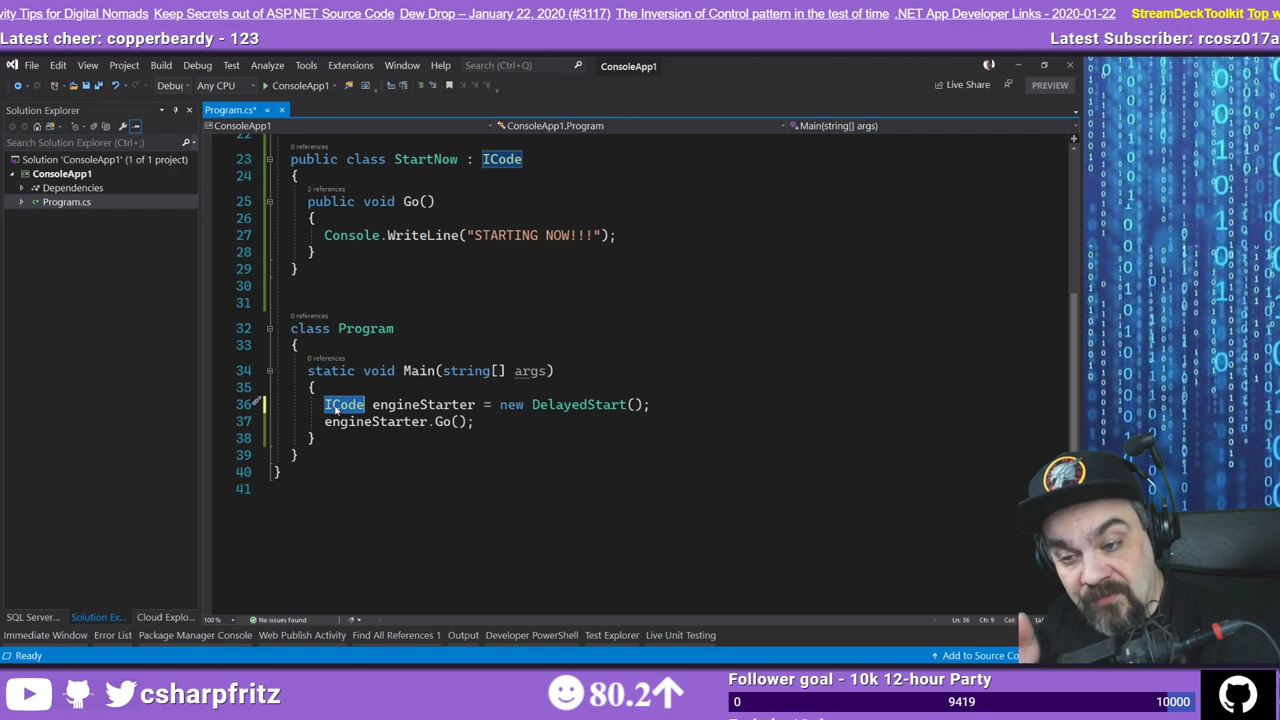 ity Tips for Digital Nomads Keep Secrets out of ASP.NET Source Code Dew Drop – January 22, 2020 (#3117) The Inversion of Control pattern in the test of time .NET App Developer Links - 2020-01-22 StreamDeckToolkit Top w
Latest cheer: copperbeardy - 123
Latest Subscriber: rcosz017a
File Edit View Project Build Debug Test Analyze Tools Extensions Window Help Search (Ctrl+Q) ConsoleApp1
Debu Any CPU ConsoleApp1 Live Share PREVIEW
Solution Explorer
Program.cs*
ConsoleApp1 ConsoleApp1.Program Main(string[] args)
Search Solution Explorer (Ctrl+;)
Solution 'ConsoleApp1' (1 of 1 project)
ConsoleApp1
Dependencies
Program.cs
22
0 references
23 public class StartNow : ICode
24 {
2 references
25 public void Go()
26 {
27 Console.WriteLine("STARTING NOW!!!");
28 }
29 }
30
31
0 references
32 class Program
33 {
0 references
34 static void Main(string[] args)
35 {
36 ICode engineStarter = new DelayedStart();
37 engineStarter.Go();
38 }
39 }
40 }
41
SQL Server... Solution Ex... Cloud Explo...
100 % No issues found Ln: 36 Ch: 9
Immediate Window Error List Package Manager Console Web Publish Activity Find All References 1 Output Developer PowerShell Test Explorer Live Unit Testing
Ready Add to Source Co
csharpfritz
80.2
Follower goal - 10k 12-hour Party
0 9419 10000